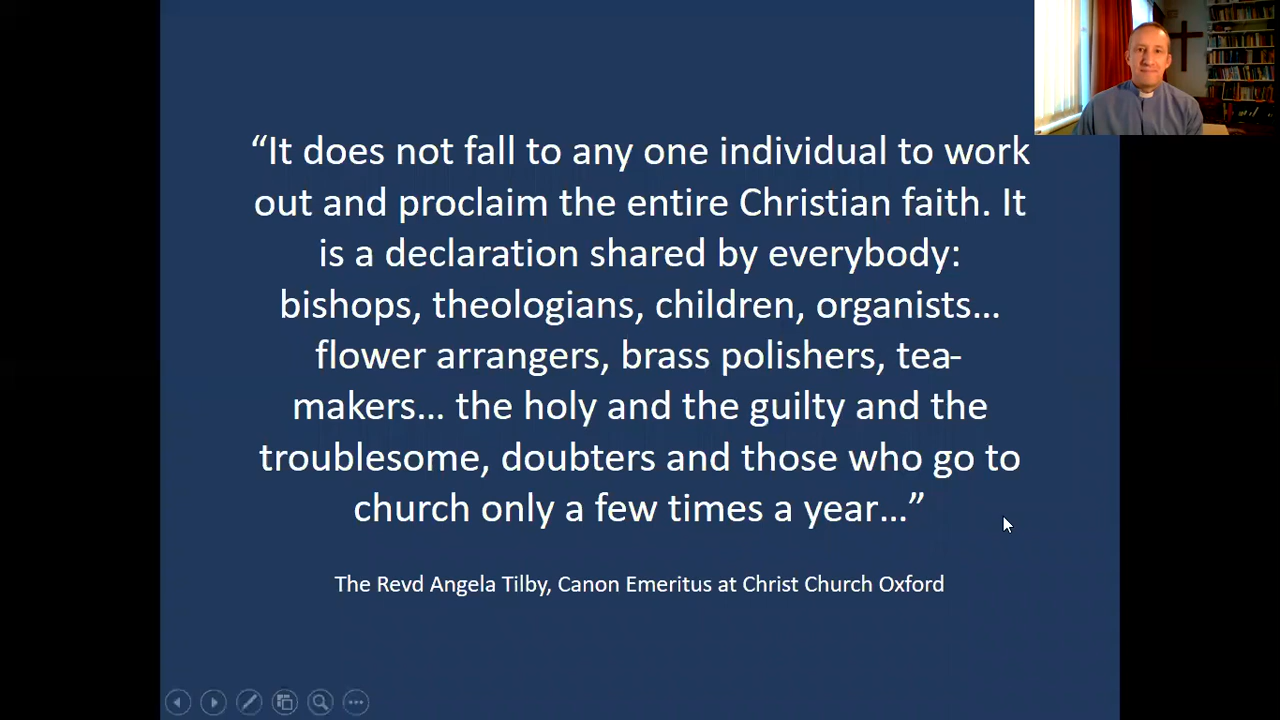 “It does not fall to any one individual to work
out and proclaim the entire Christian faith. It
is a declaration shared by everybody:
bishops, theologians, children, organists…
flower arrangers, brass polishers, tea-
makers… the holy and the guilty and the
troublesome, doubters and those who go to
church only a few times a year…”
The Revd Angela Tilby, Canon Emeritus at Christ Church Oxford